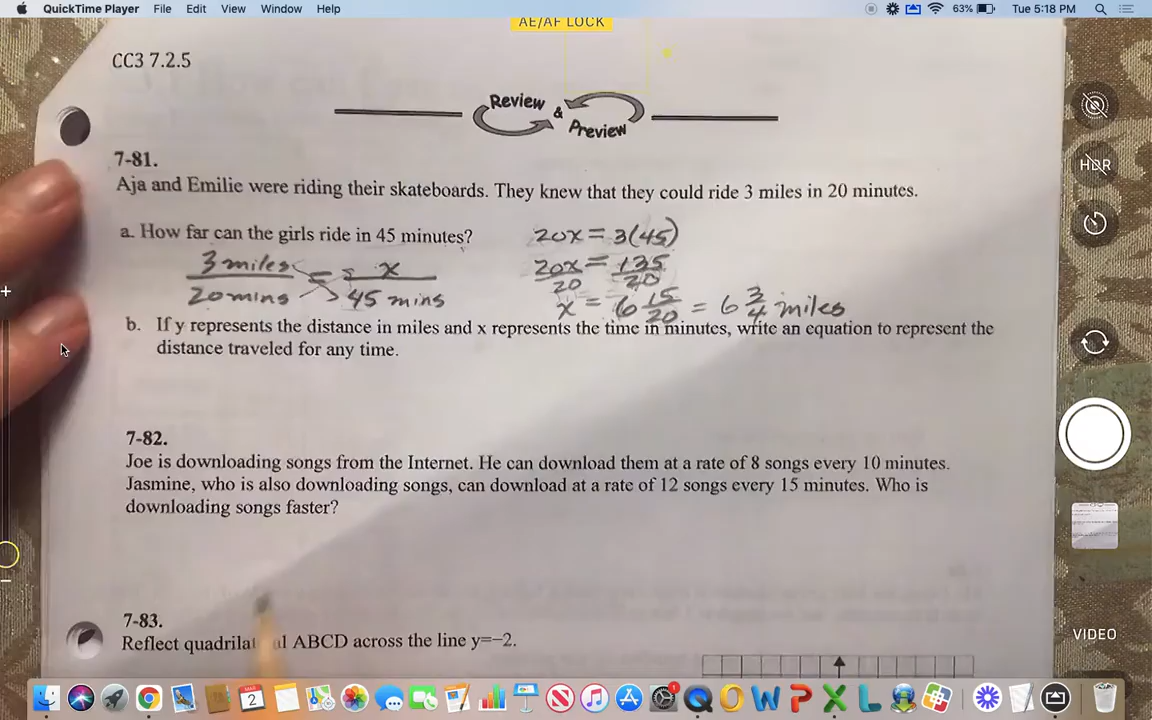 QuickTime Player File Edit View Window Help 63% Tue 5:18 PM
AE/AF LOCK
CC3 7.2.5
Review & Preview
HDR
7-81.
Aja and Emilie were riding their skateboards. They knew that they could ride 3 miles in 20 minutes.
a. How far can the girls ride in 45 minutes?
3 miles = x
20 mins 45 mins
20x = 3(45)
20x = 135
20 20
x = 6 15/20 = 6 3/4 miles
b. If y represents the distance in miles and x represents the time in minutes, write an equation to represent the
distance traveled for any time.
7-82.
Joe is downloading songs from the Internet. He can download them at a rate of 8 songs every 10 minutes.
Jasmine, who is also downloading songs, can download at a rate of 12 songs every 15 minutes. Who is
downloading songs faster?
7-83.
Reflect quadrilat al ABCD across the line y=−2.
VIDEO
MAR
2